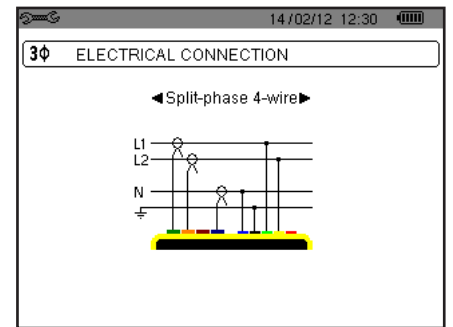 14/02/12 12:30
3ϕ ELECTRICAL CONNECTION
◄Split-phase 4-wire►
L1
L2
N